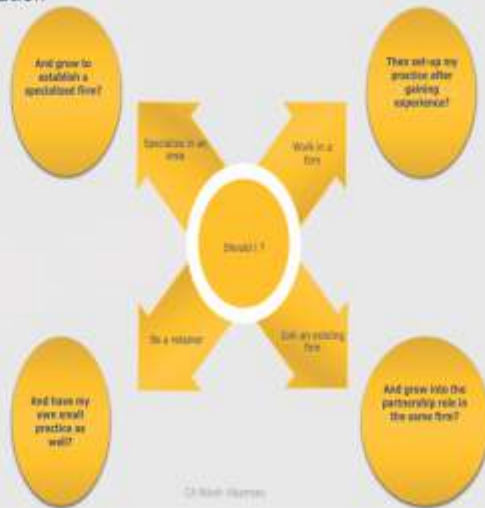 And grow to
establish a
specialized firm?
Then set-up my
practice after
gaining
experience?
Specialize in an
area
Work in a
firm
Should I ?
Be a retainer
Join an existing
firm
And have my
own small
practice as
well?
And grow into the
partnership role in
the same firm?